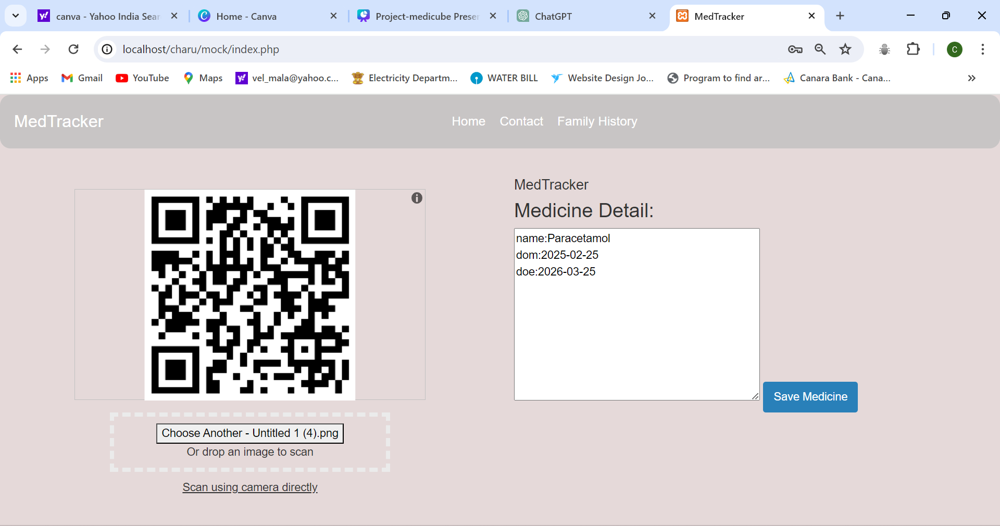 canva - Yahoo India Sear
Home - Canva
Project-medicube Preser
ChatGPT
MedTracker
localhost/charu/mock/index.php
C
Apps
Gmail
YouTube
Maps
vel_mala@yahoo.c...
Electricity Departm...
WATER BILL
Website Design Jo...
Program to find ar...
Canara Bank - Cana...
MedTracker
Home
Contact
Family History
MedTracker
Medicine Detail:
name:Paracetamol
dom:2025-02-25
doe:2026-03-25
Save Medicine
Choose Another - Untitled 1 (4).png
Or drop an image to scan
Scan using camera directly